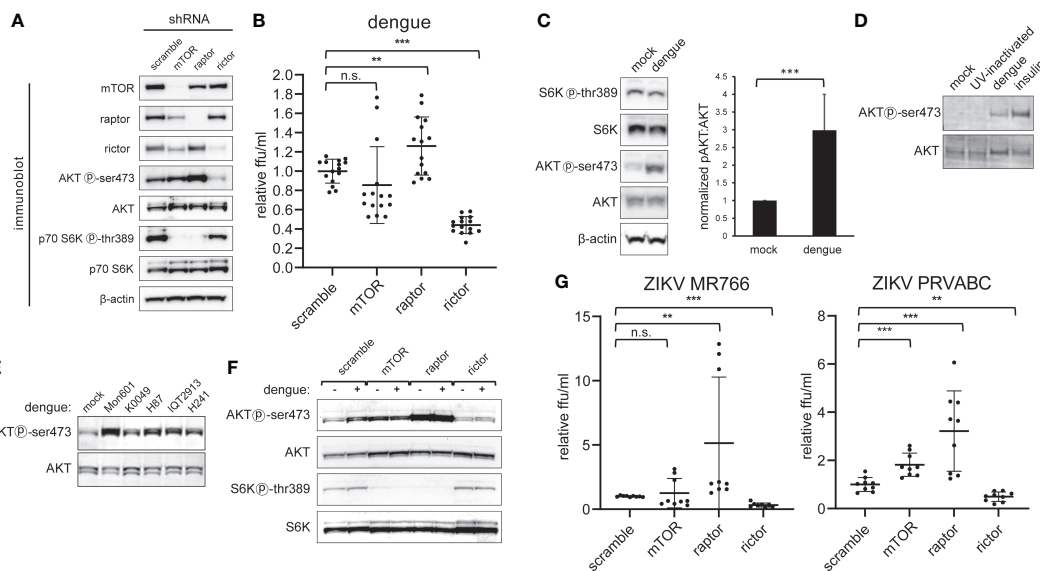 A
shRNA
scramble
mTOR
raptor
rictor
immunoblot
mTOR
raptor
rictor
AKT ⓟ-ser473
AKT
p70 S6K ⓟ-thr389
p70 S6K
β-actin
B
dengue
***
**
n.s.
relative ffu/ml
2.0
1.8
1.6
1.4
1.2
1.0
0.8
0.6
0.4
0.2
0.0
scramble
mTOR
raptor
rictor
C
mock
dengue
S6K ⓟ-thr389
S6K
AKT ⓟ-ser473
AKT
β-actin
***
normalized pAKT:AKT
4.5
4
3.5
3
2.5
2
1.5
1
0.5
0
mock
dengue
D
mock
UV-inactivated
dengue
insulin
AKTⓟ-ser473
AKT
dengue:
mock
Mon601
K0049
H87
IQT2913
H241
KTⓟ-ser473
AKT
F
scramble
mTOR
raptor
rictor
dengue: - + - + - + - +
AKTⓟ-ser473
AKT
S6Kⓟ-thr389
S6K
G
ZIKV MR766
***
**
n.s.
relative ffu/ml
15
10
5
0
scramble
mTOR
raptor
rictor
ZIKV PRVABC
**
***
***
relative ffu/ml
8
6
4
2
0
scramble
mTOR
raptor
rictor